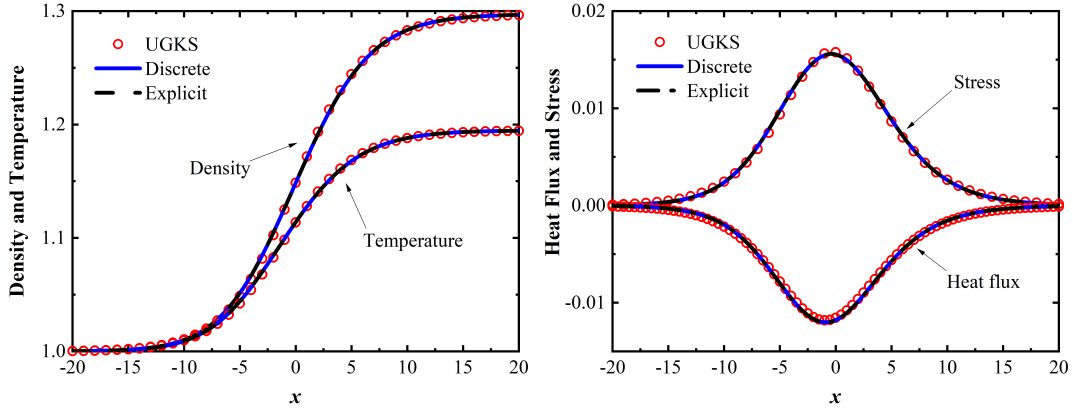 Density and Temperature
1.3
1.2
1.1
1.0
UGKS
Discrete
Explicit
Density
Temperature
-20 -15 -10 -5 0 5 10 15 20
x
Heat Flux and Stress
0.02
0.01
0.00
-0.01
UGKS
Discrete
Explicit
Stress
Heat flux
-20 -15 -10 -5 0 5 10 15 20
x